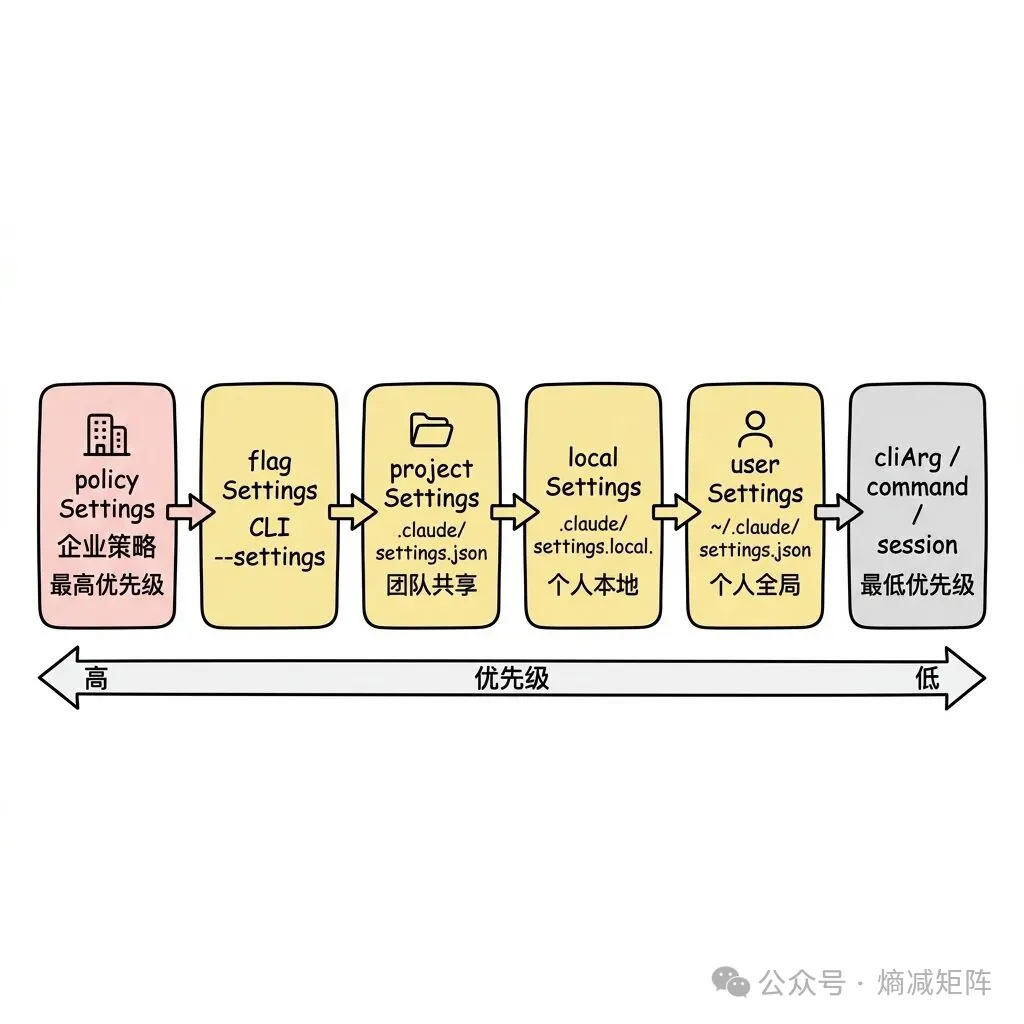 policy
Settings
企业策略
最高优先级
flag
Settings
CLI
--settings
project
Settings
.claude/
settings.json
团队共享
local
Settings
.claude/
settings.local.
个人本地
user
Settings
~/.claude/
settings.json
个人全局
cliArg /
command
/
session
最低优先级
高
优先级
低
公众号 · 熵减矩阵